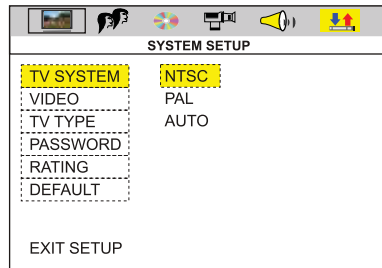 SYSTEM SETUP
TV SYSTEM NTSC
VIDEO PAL
TV TYPE AUTO
PASSWORD
RATING
DEFAULT
EXIT SETUP